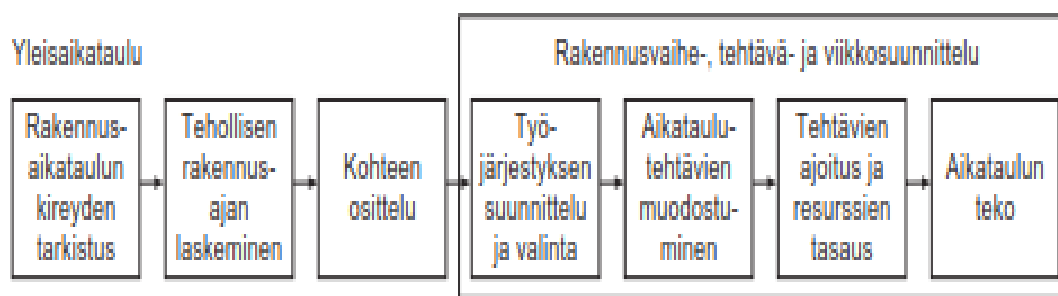 Yleisaikataulu
Rakennusvaihe-, tehtävä- ja viikkosuunnittelu
Rakennus-
aikataulun
kireyden
tarkistus
Tehollisen
rakennus-
ajan
laskeminen
Kohteen
osittelu
Työ-
järjestyksen
suunnittelu
ja valinta
Aikataulu-
tehtävien
muodostu-
minen
Tehtävien
ajoitus ja
resurssien
tasaus
Aikataulun
teko